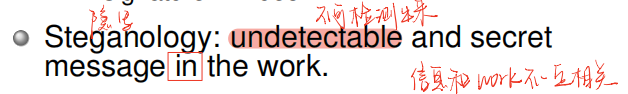 隐写 不可检测出来
Steganology: undetectable and secret
message in the work.
信息和work不一互相关